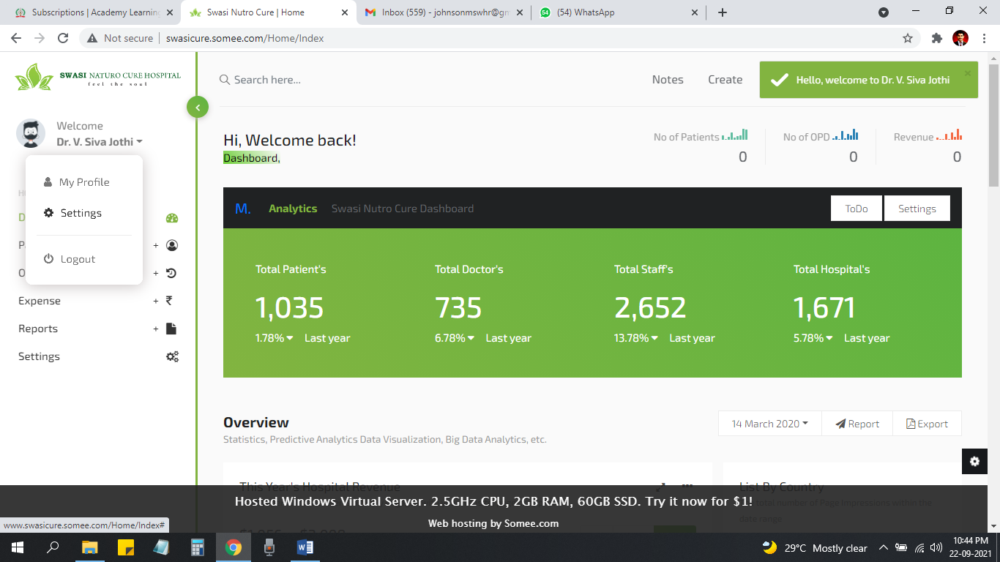 Subscriptions | Academy Learning
Swasi Nutro Cure | Home
Inbox (559) - johnsonmswhr@gm
54
(54) WhatsApp
Not secure
swasicure.somee.com/Home/Index
SWASI NATURO CURE HOSPITAL
feel the soul
Search here...
Notes
Create
Hello, welcome to Dr. V. Siva Jothi
Welcome
Dr. V. Siva Jothi
My Profile
Settings
Logout
Expense
+
Reports
+
Settings
Hi, Welcome back!
Dashboard,
No of Patients
0
No of OPD
0
Revenue
0
M.
Analytics
Swasi Nutro Cure Dashboard
ToDo
Settings
Total Patient's
Total Doctor's
Total Staff's
Total Hospital's
1,035
735
2,652
1,671
1.78% Last year
6.78% Last year
13.78% Last year
5.78% Last year
Overview
Statistics, Predictive Analytics Data Visualization, Big Data Analytics, etc.
14 March 2020
Report
Export
This Year's Hospital Revenue
List By Country
total number of Page Impressions within the
date range
Hosted Windows Virtual Server. 2.5GHz CPU, 2GB RAM, 60GB SSD. Try it now for $1!
Web hosting by Somee.com
www.swasicure.somee.com/Home/Index#
29°C Mostly clear
10:44 PM
22-09-2021